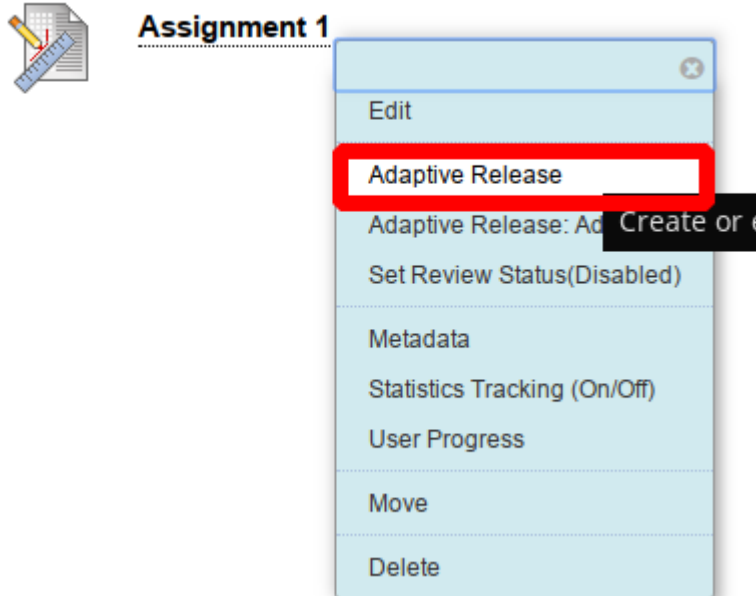 Assignment 1
Edit
Adaptive Release
Adaptive Release: Ad
Create or e
Set Review Status(Disabled)
Metadata
Statistics Tracking (On/Off)
User Progress
Move
Delete